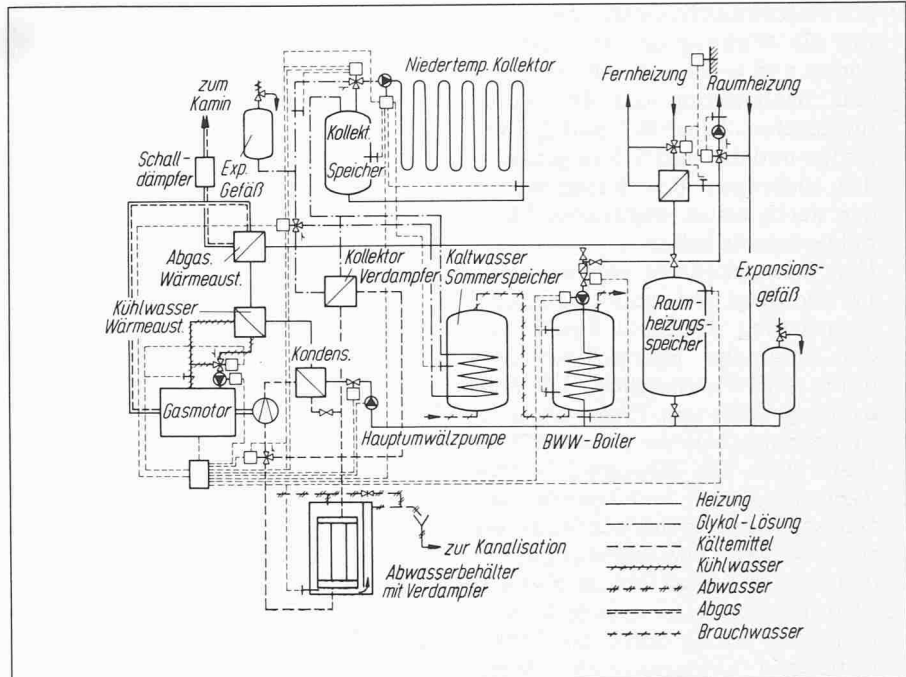 Niedertemp. Kollektor
Fernheizung
Raumheizung
zum
Kamin
Kollekt.
Speicher
Exp.
Gefäß
Schall-
dämpfer
Abgas.
Wärmeaust.
Kollektor
Verdampfer
Kaltwasser
Sommerspeicher
Expansions-
gefäß
Kühlwasser
Wärmeaust.
Raum-
heizungs-
speicher
Kondens.
Gasmotor
Hauptumwälzpumpe
BWW-Boiler
zur Kanalisation
Abwasserbehälter
mit Verdampfer
Heizung
Glykol-Lösung
Kältemittel
Kühlwasser
Abwasser
Abgas
Brauchwasser